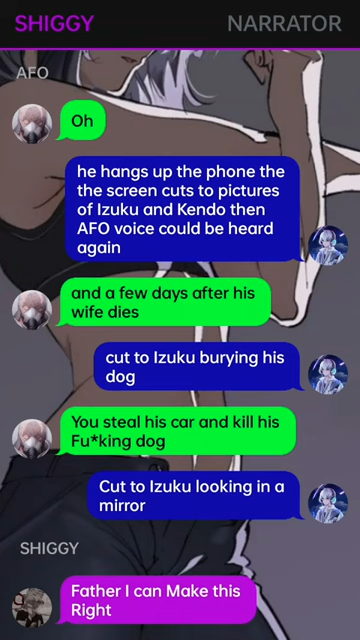 SHIGGY NARRATOR
AFO
Oh
he hangs up the phone the
the screen cuts to pictures
of Izuku and Kendo then
AFO voice could be heard
again
and a few days after his
wife dies
cut to Izuku burying his
dog
You steal his car and kill his
Fu*king dog
Cut to Izuku looking in a
mirror
SHIGGY
Father I can Make this
Right